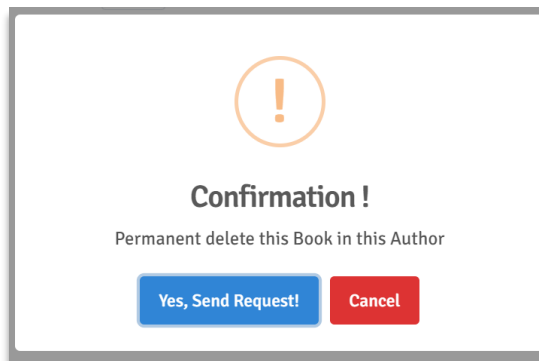 !
Confirmation !
Permanent delete this Book in this Author
Yes, Send Request! Cancel